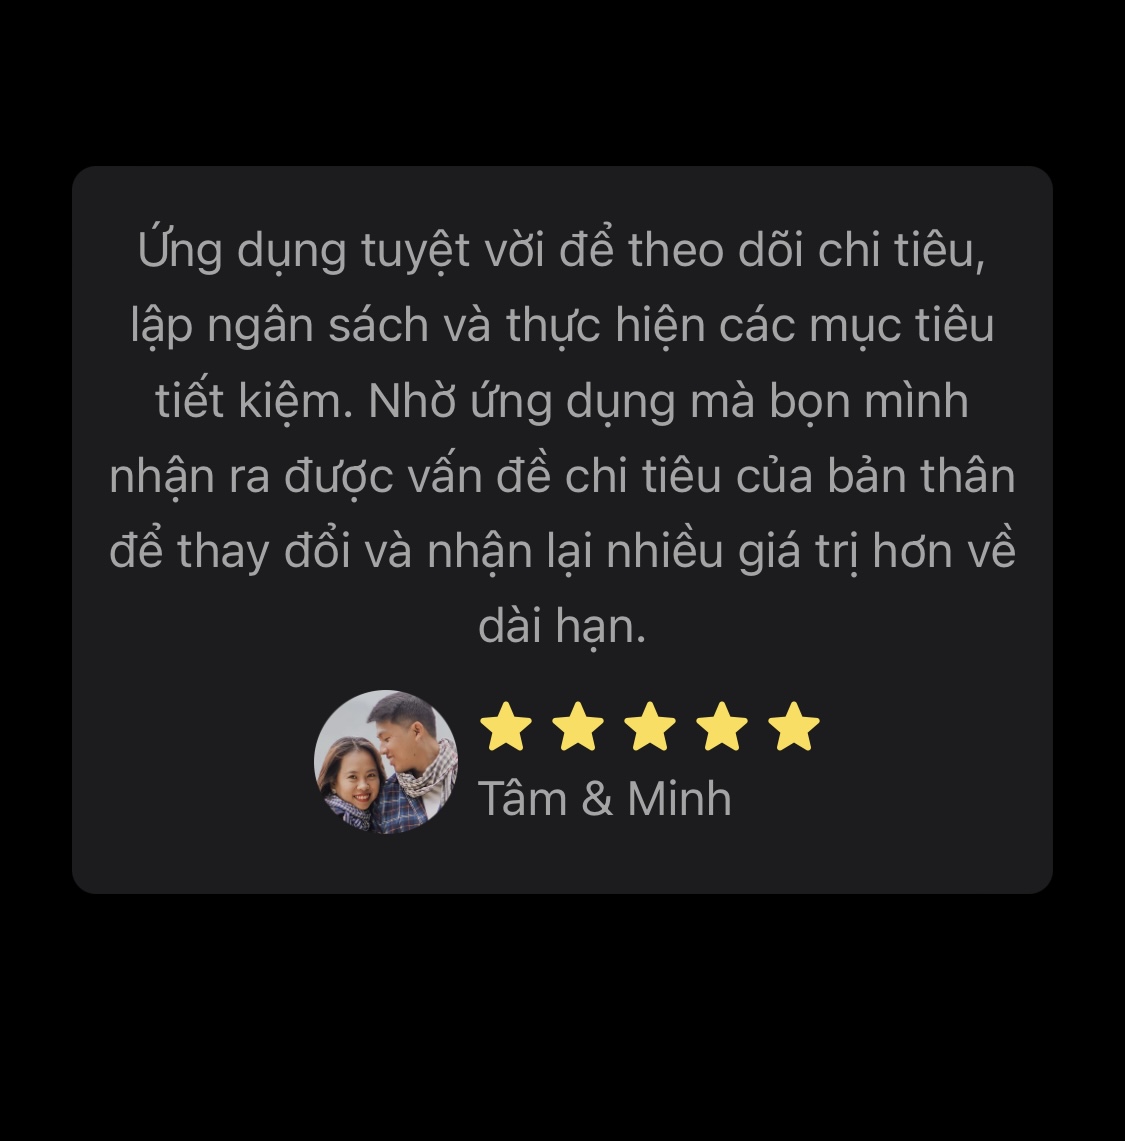 Ứng dụng tuyệt vời để theo dõi chi tiêu,
lập ngân sách và thực hiện các mục tiêu
tiết kiệm. Nhờ ứng dụng mà bọn mình
nhận ra được vấn đề chi tiêu của bản thân
để thay đổi và nhận lại nhiều giá trị hơn về
dài hạn.
Tâm & Minh